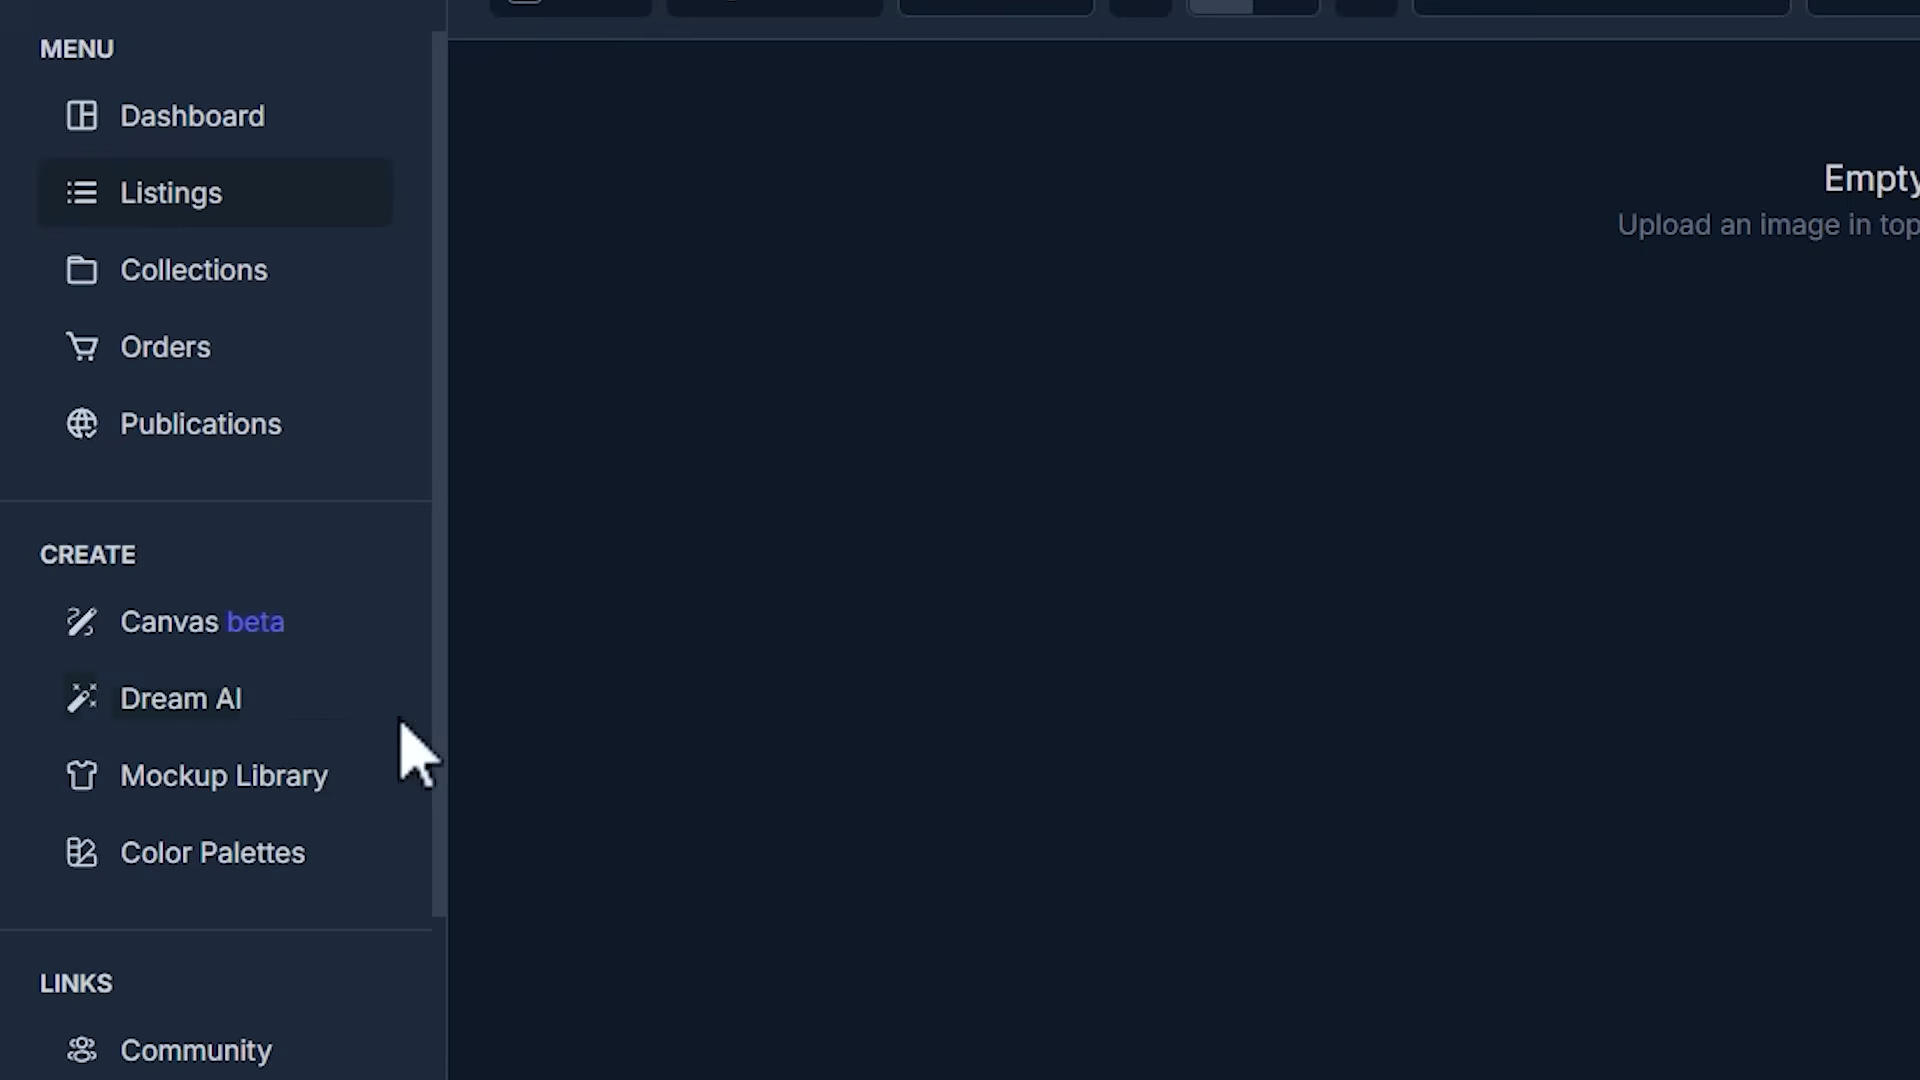 MENU
Dashboard
Listings
Collections
Orders
Publications
Empty
Upload an image in top
CREATE
Canvas beta
Dream AI
Mockup Library
Color Palettes
LINKS
Community